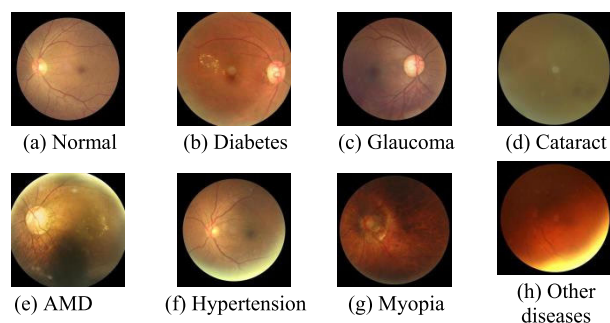 (a) Normal
(b) Diabetes
(c) Glaucoma
(d) Cataract
(e) AMD
(f) Hypertension
(g) Myopia
(h) Other
diseases